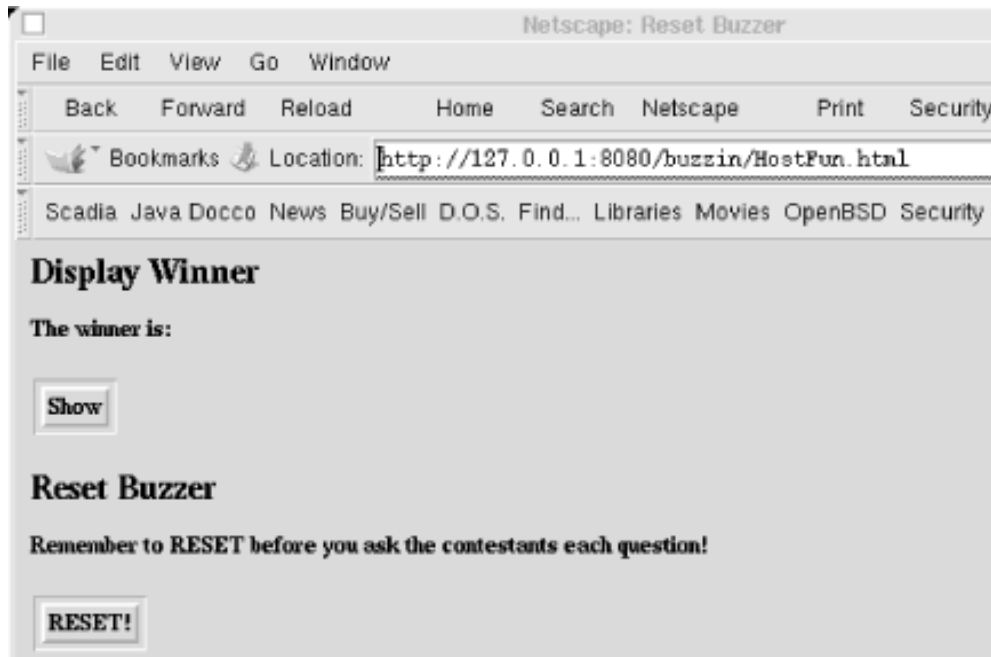 Netscape: Reset Buzzer
File Edit View Go Window
Back Forward Reload Home Search Netscape Print Security
Bookmarks Location: http://127.0.0.1:8080/buzzin/HostFun.html
Scadia Java Docco News Buy/Sell D.O.S. Find... Libraries Movies OpenBSD Security
Display Winner
The winner is:
Show
Reset Buzzer
Remember to RESET before you ask the contestants each question!
RESET!